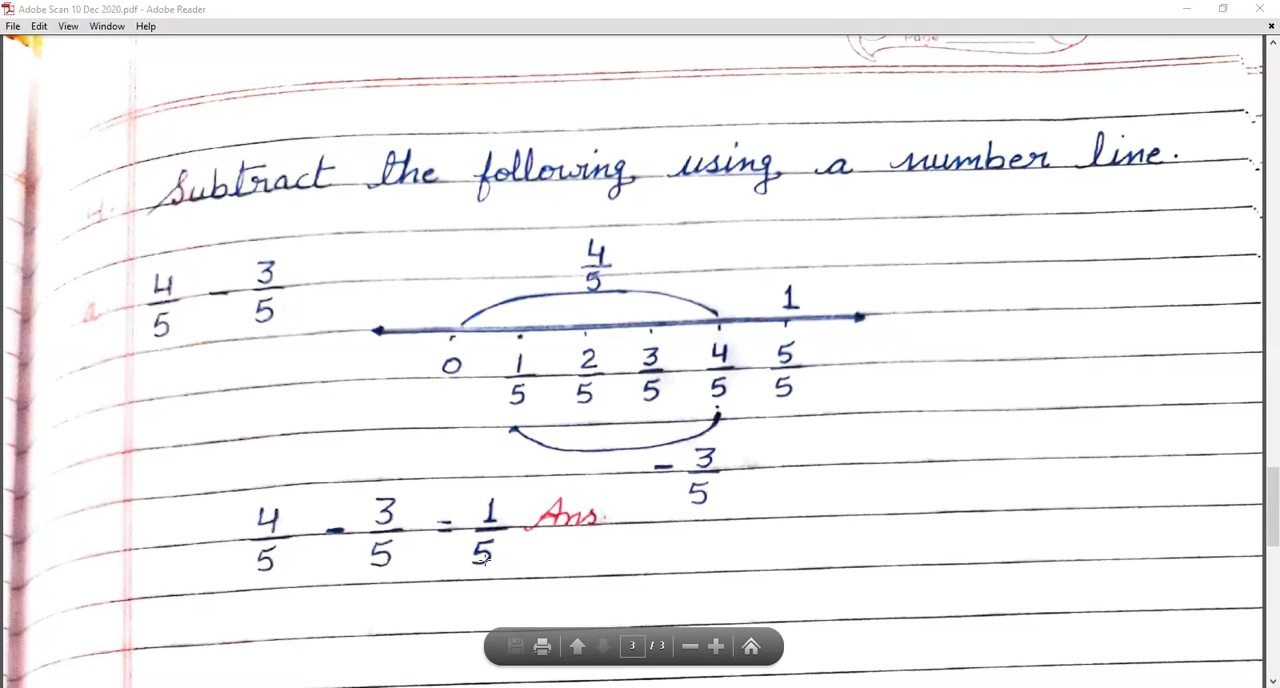 Adobe Scan 10 Dec 2020.pdf - Adobe Reader
File Edit View Window Help
4. Subtract the following using a number line.
a 4/5 - 3/5
4/5
1
0 1/5 2/5 3/5 4/5 5/5
- 3/5
4/5 - 3/5 = 1/5 Ans.
3 / 3